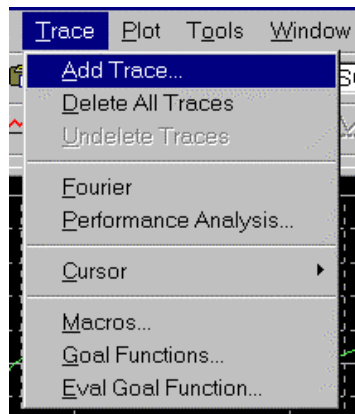 Trace Plot Tools Window
Add Trace...
Delete All Traces
Undelete Traces
Fourier
Performance Analysis...
Cursor
Macros...
Goal Functions...
Eval Goal Function...